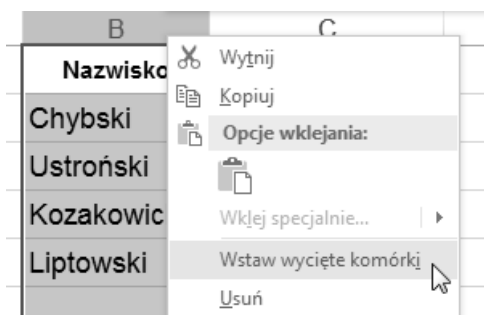 B C
Nazwisko
Chybski
Ustroński
Kozakowic
Liptowski
Wytnij
Kopiuj
Opcje wklejania:
Wklej specjalnie...
Wstaw wycięte komórki
Usuń